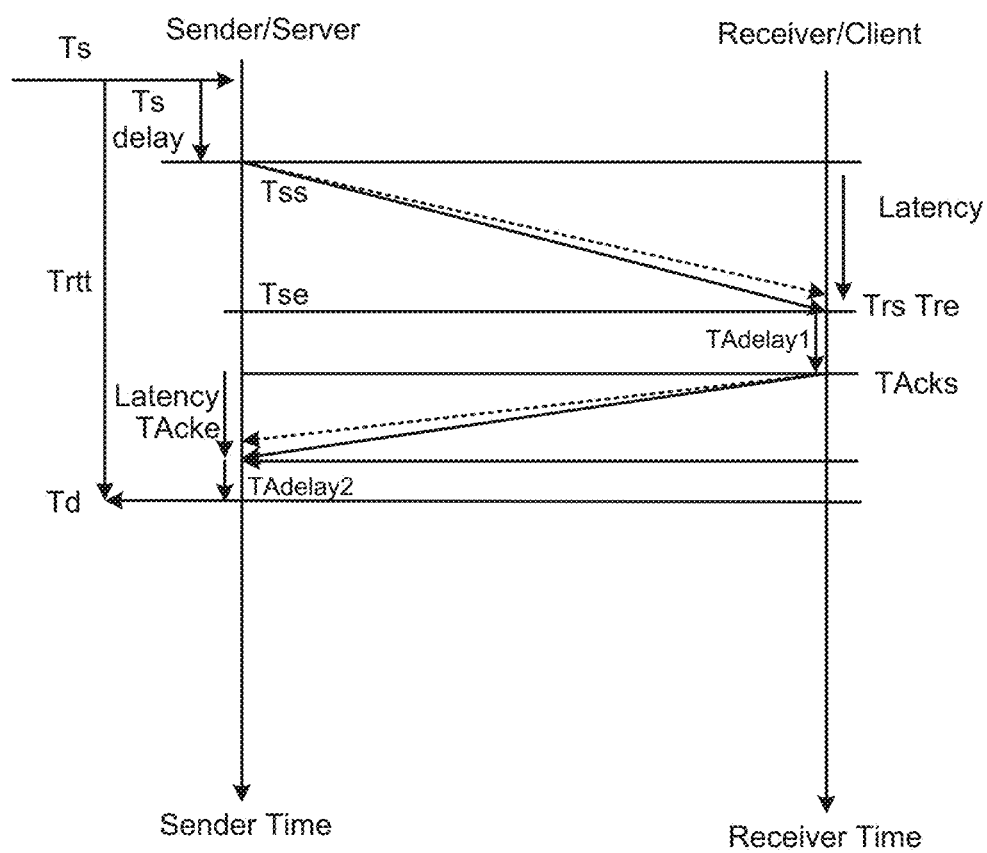 Sender/Server
Receiver/Client
Ts
Ts
delay
Tss
Latency
Trtt
Tse
Trs Tre
TAdelay1
TAcks
Latency
TAcke
TAdelay2
Td
Sender Time
Receiver Time